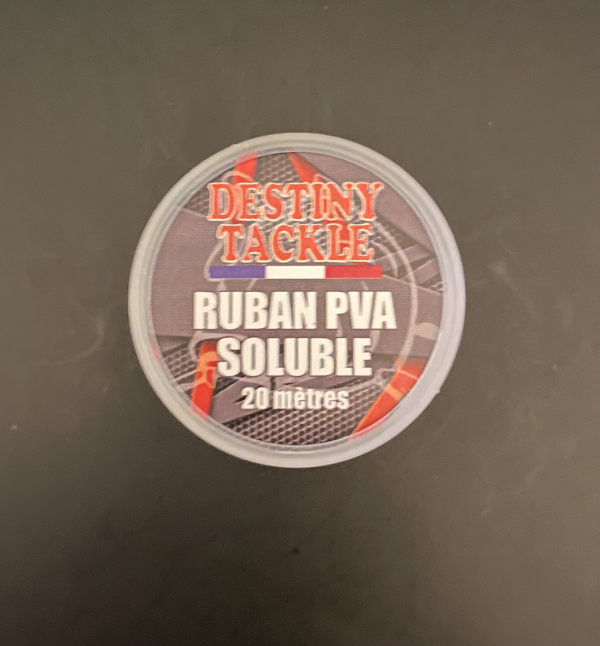 DESTINY
TACKLE
RUBAN PVA
SOLUBLE
20 mètres